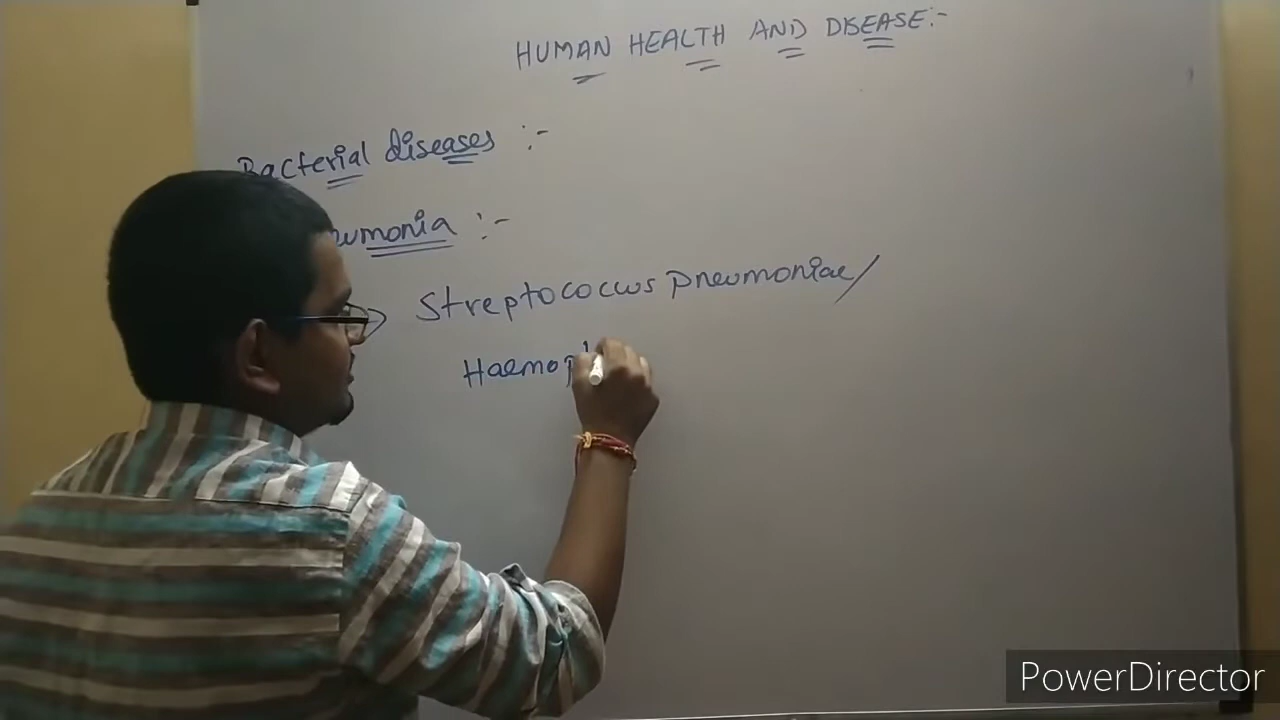 HUMAN HEALTH AND DISEASE:-
Bacterial diseases :-
umonia :-
Streptococcus pneumoniae/
Haemop
PowerDirector